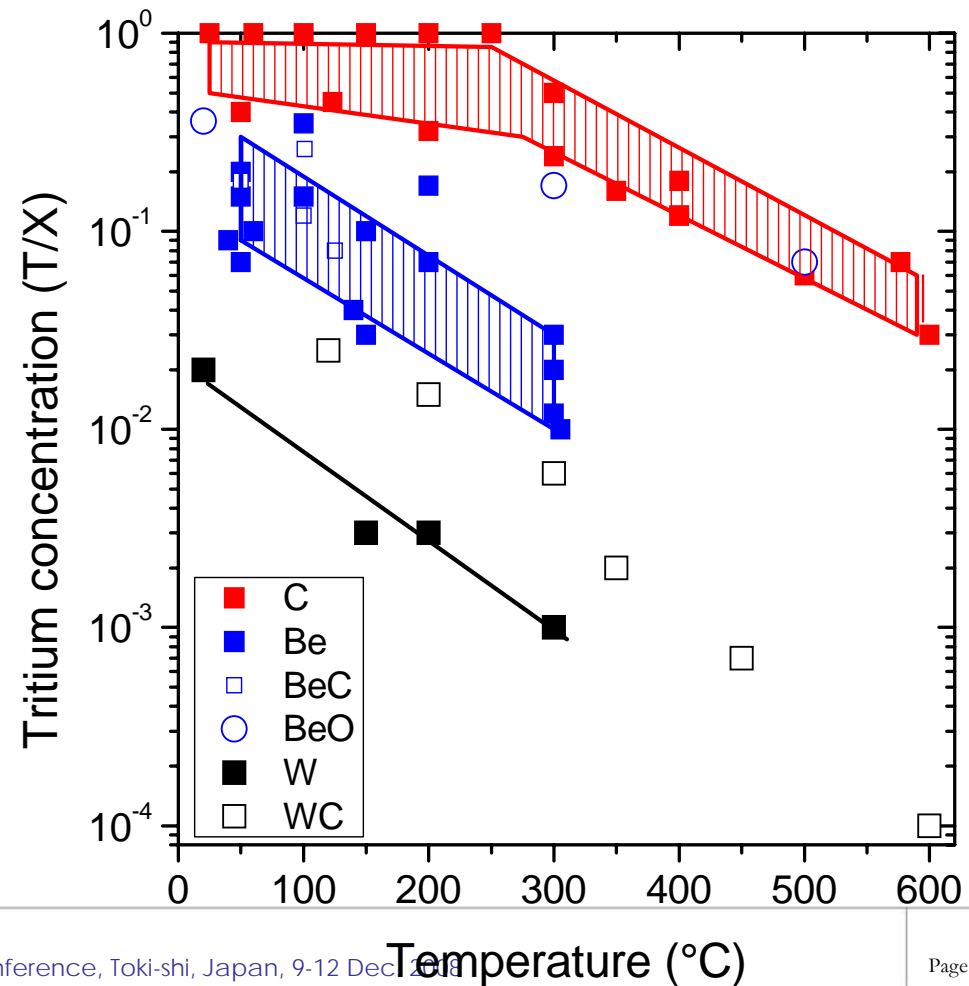 10^0
10^-1
10^-2
10^-3
10^-4
Tritium concentration (T/X)
C
Be
BeC
BeO
W
WC
0 100 200 300 400 500 600
Temperature (°C)
Toki-shi, Japan, 9-12 Dec. 2008
Page